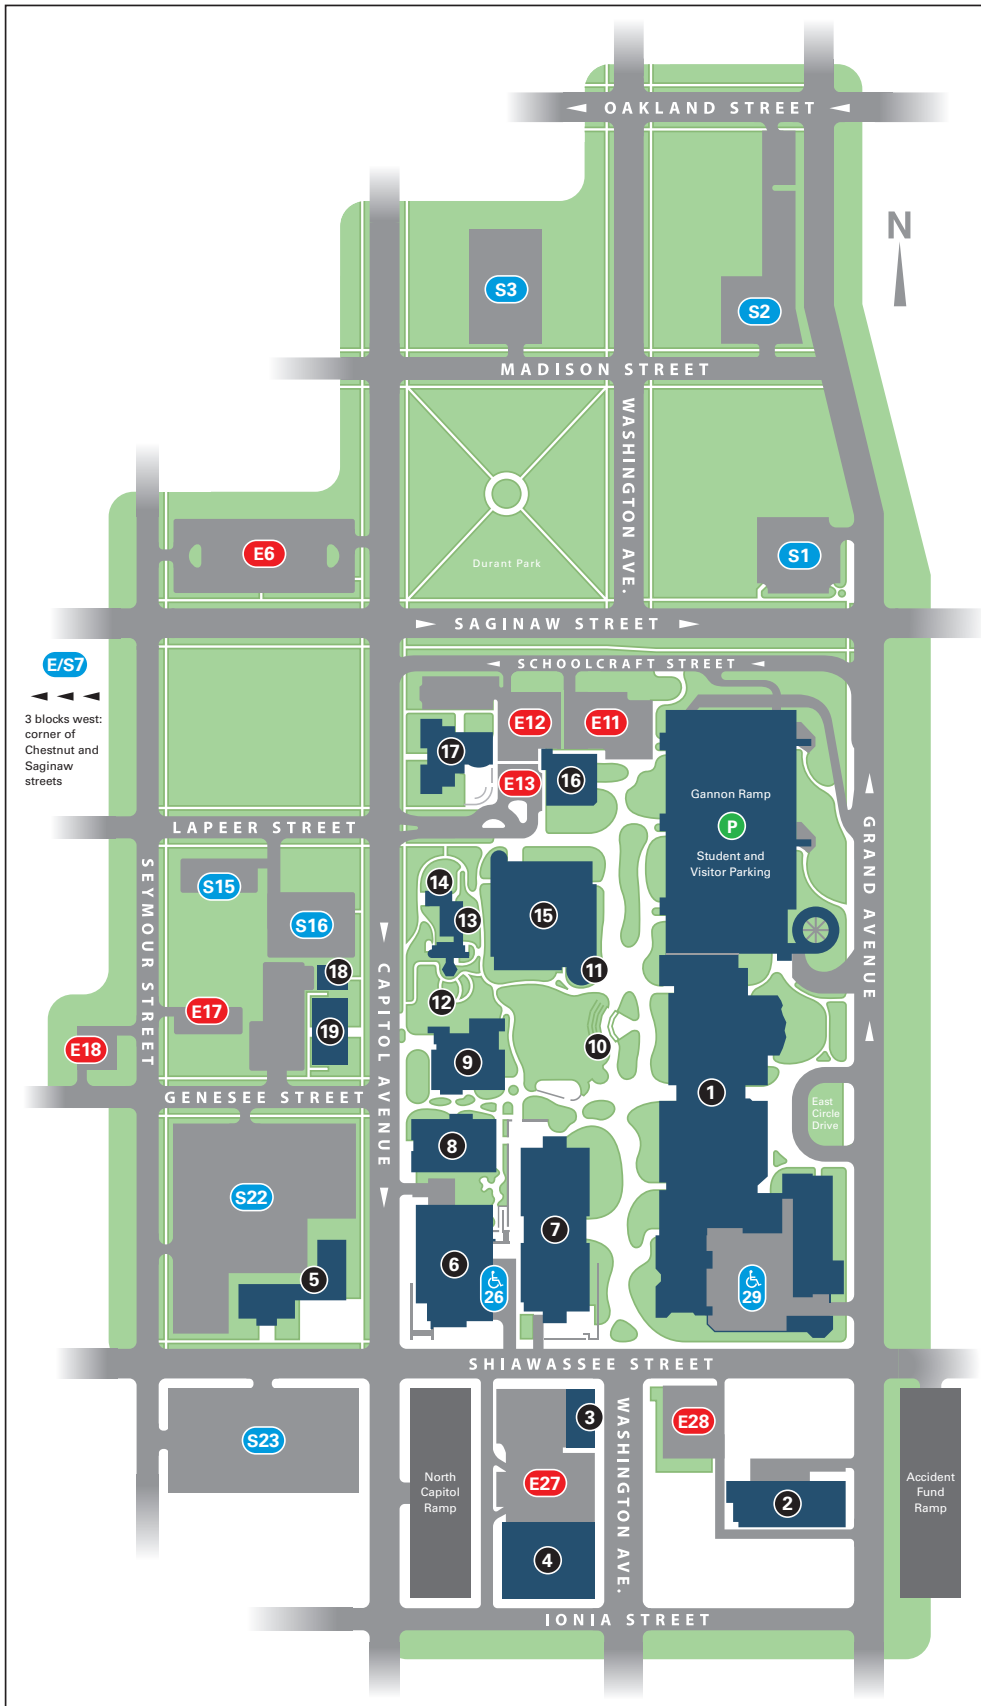 OAKLAND STREET
N
S3
S2
MADISON STREET
WASHINGTON AVE.
E6
S1
Durant Park
SAGINAW STREET
E/S7
3 blocks west:
corner of
Chestnut and
Saginaw
streets
SCHOOLCRAFT STREET
E12
E11
17
16
E13
Gannon Ramp
P
Student and
Visitor Parking
LAPEER STREET
GRAND AVENUE
SEYMOUR STREET
S15
S16
14
13
15
18
11
CAPITOL AVENUE
12
E17
19
10
E18
9
1
GENESEE STREET
East
Circle
Drive
8
S22
7
6
5
26
29
SHIAWASSEE STREET
3
E28
WASHINGTON AVE.
S23
North
Capitol
Ramp
E27
2
Accident
Fund
Ramp
4
IONIA STREET